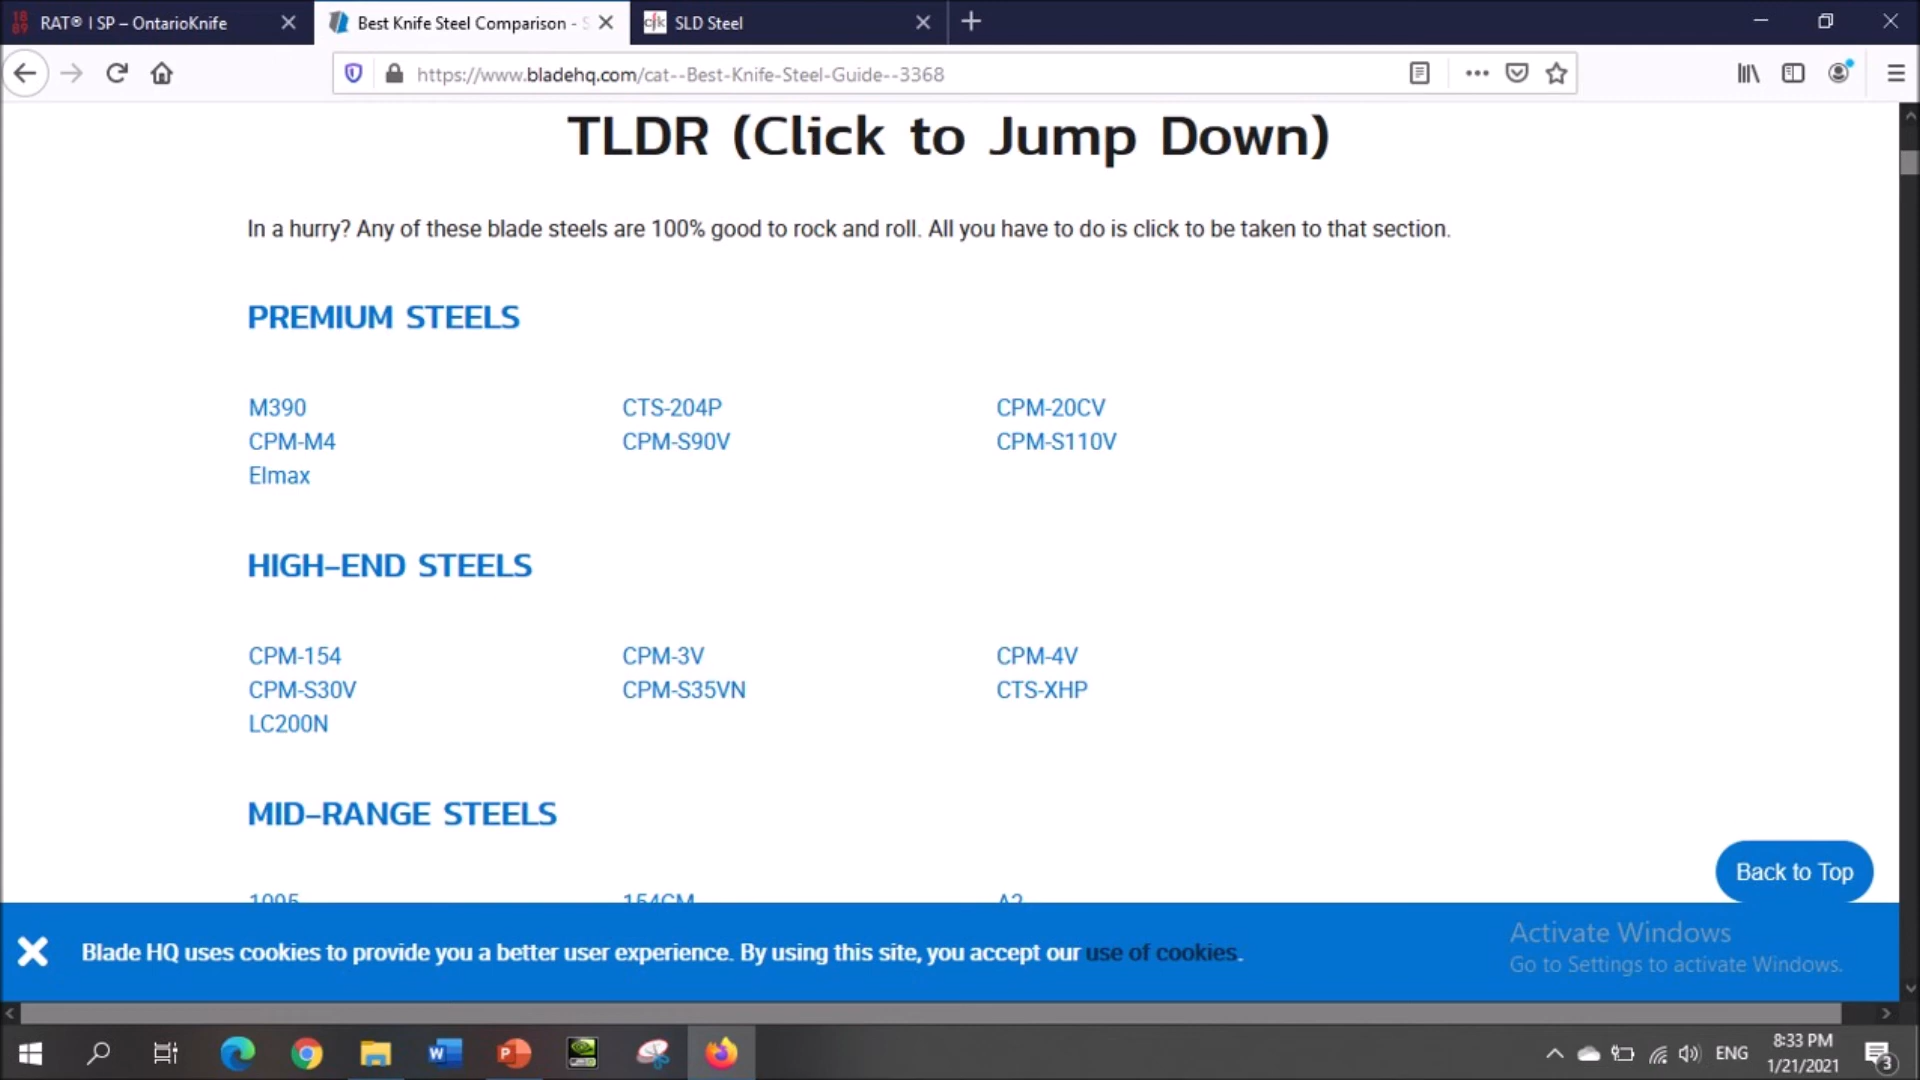 RAT® I SP – OntarioKnife
Best Knife Steel Comparison - S
cfk SLD Steel
https://www.bladehq.com/cat--Best-Knife-Steel-Guide--3368
TLDR (Click to Jump Down)
In a hurry? Any of these blade steels are 100% good to rock and roll. All you have to do is click to be taken to that section.
PREMIUM STEELS
M390 CTS-204P CPM-20CV
CPM-M4 CPM-S90V CPM-S110V
Elmax
HIGH-END STEELS
CPM-154 CPM-3V CPM-4V
CPM-S30V CPM-S35VN CTS-XHP
LC200N
MID-RANGE STEELS
1095 154CM A2
Back to Top
Blade HQ uses cookies to provide you a better user experience. By using this site, you accept our use of cookies.
Activate Windows
Go to Settings to activate Windows.
ENG
8:33 PM
1/21/2021
3